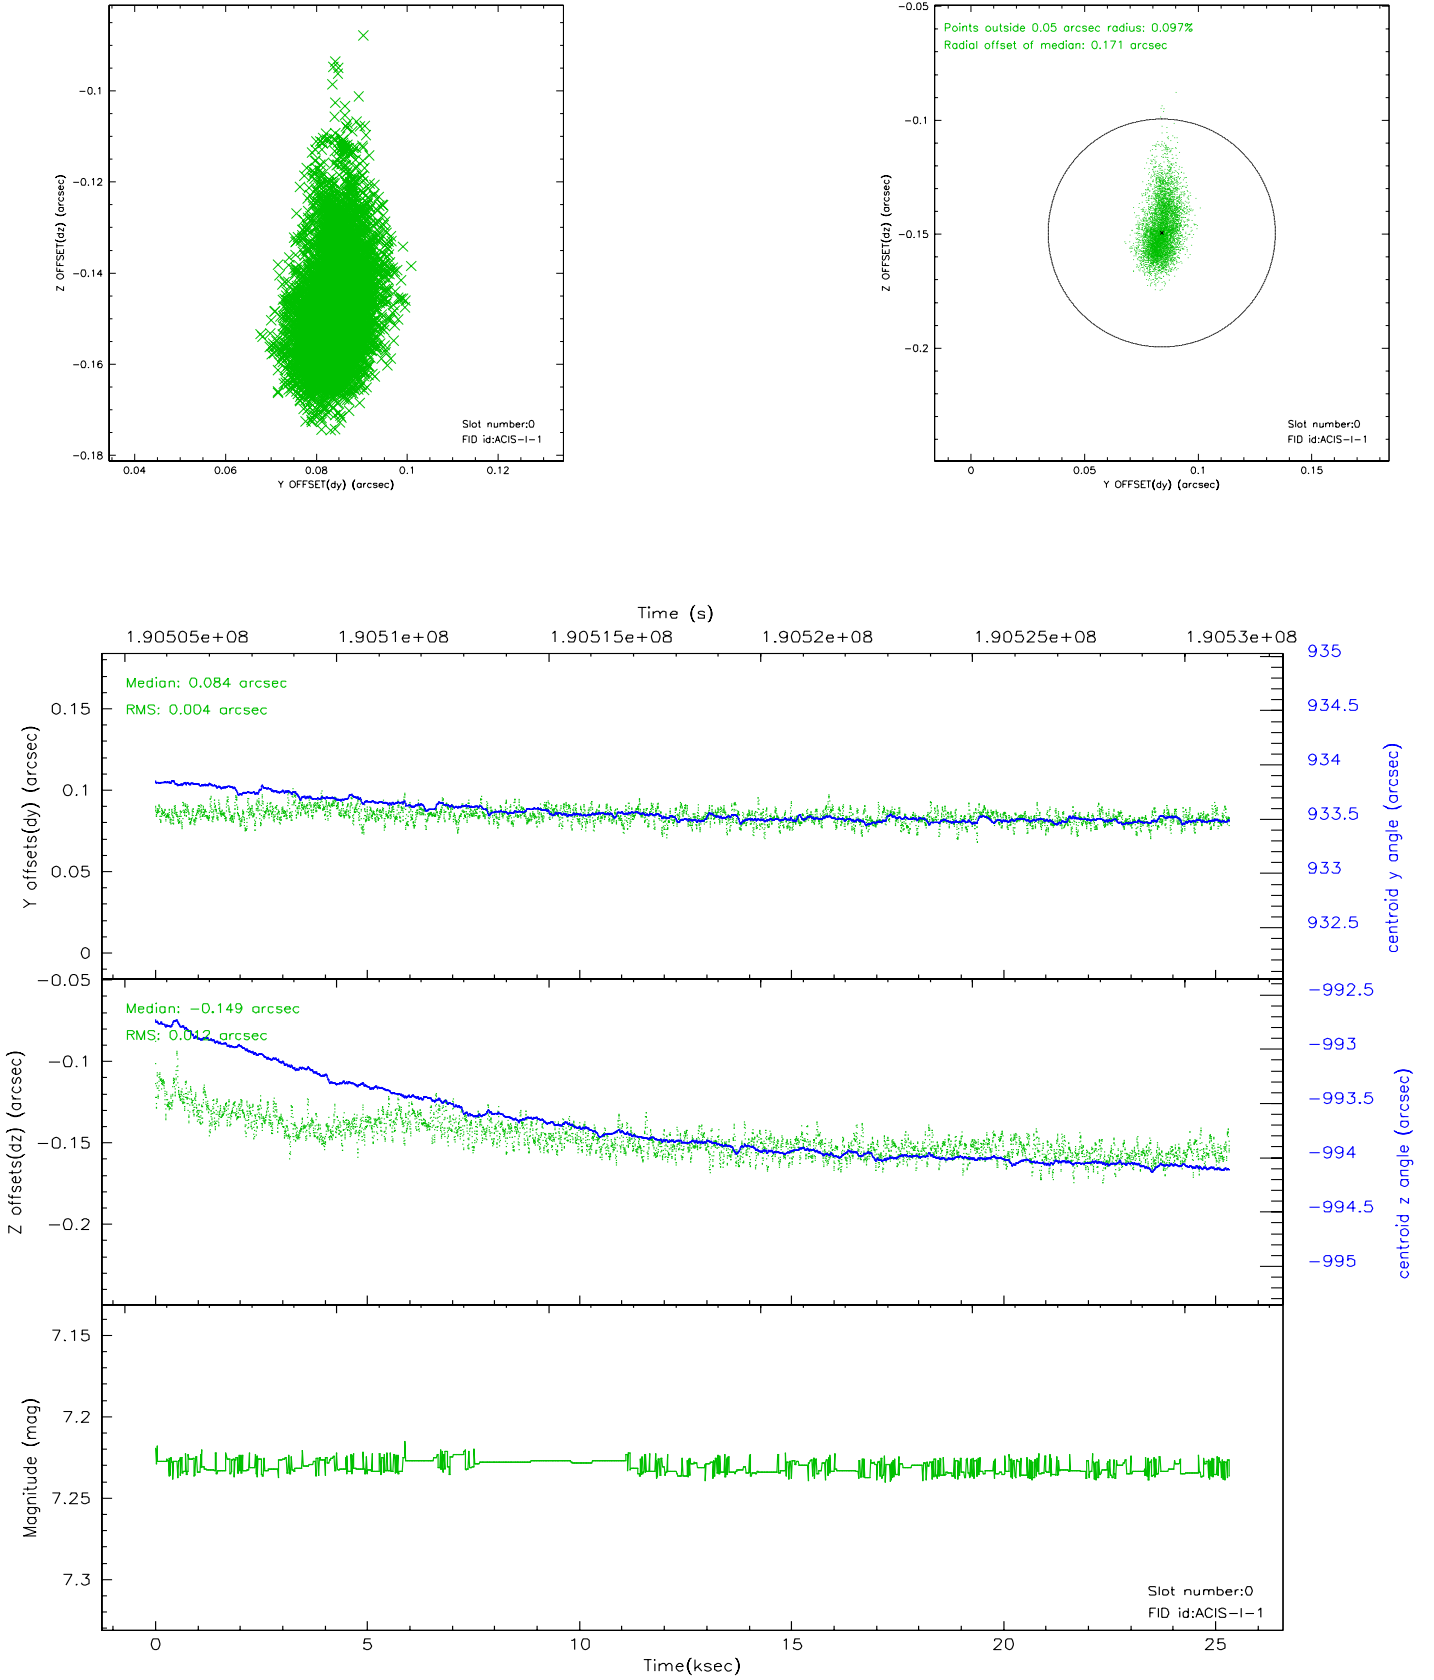 −0.1
−0.12
−0.14
−0.16
−0.18
Z OFFSET(dz) (arcsec)
0.04 0.06 0.08 0.1 0.12
Y OFFSET(dy) (arcsec)
Slot number:0
FID id:ACIS−I−1
Points outside 0.05 arcsec radius: 0.097%
Radial offset of median: 0.171 arcsec
−0.05
−0.1
−0.15
−0.2
Z OFFSET(dz) (arcsec)
0 0.05 0.1 0.15
Y OFFSET(dy) (arcsec)
Slot number:0
FID id:ACIS−I−1
Time (s)
1.90505e+08 1.9051e+08 1.90515e+08 1.9052e+08 1.90525e+08 1.9053e+08
Median: 0.084 arcsec
RMS: 0.004 arcsec
0.15
0.1
0.05
0
Y offsets(dy) (arcsec)
935
934.5
934
933.5
933
932.5
centroid y angle (arcsec)
Median: −0.149 arcsec
RMS: 0.012 arcsec
−0.05
−0.1
−0.15
−0.2
Z offsets(dz) (arcsec)
−992.5
−993
−993.5
−994
−994.5
−995
centroid z angle (arcsec)
7.15
7.2
7.25
7.3
Magnitude (mag)
Slot number:0
FID id:ACIS−I−1
0 5 10 15 20 25
Time(ksec)